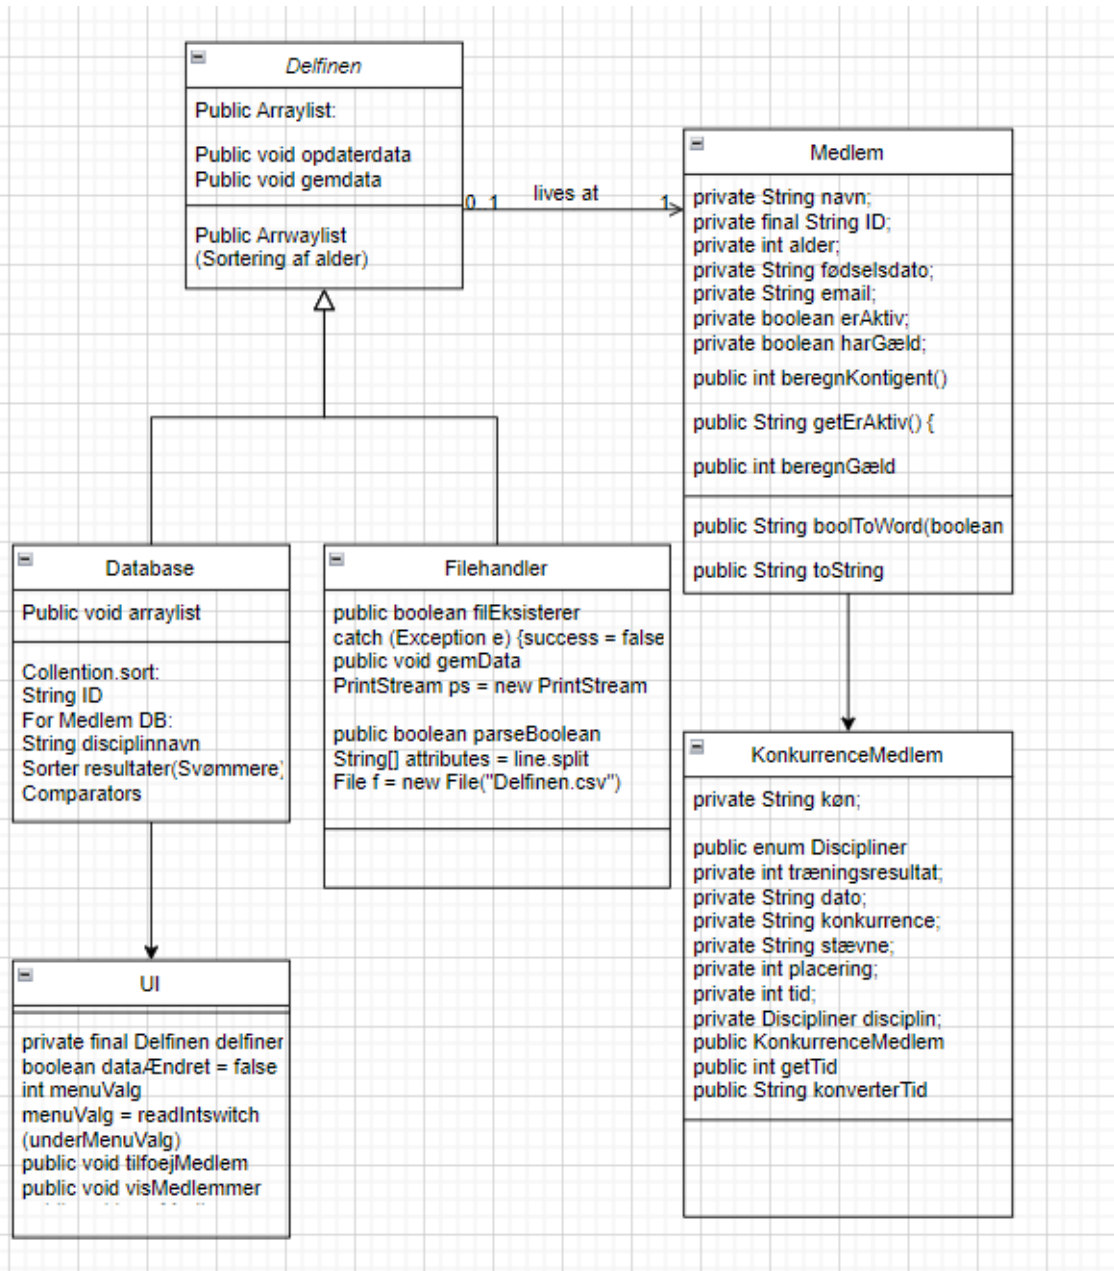 Delfinen
Public Arraylist:
Public void opdaterdata
Public void gemdata
Public Arrwaylist
(Sortering af alder)
0..1
lives at
1
Medlem
private String navn;
private final String ID;
private int alder;
private String fødselsdato;
private String email;
private boolean erAktiv;
private boolean harGæld;
public int beregnKontigent()
public String getErAktiv() {
public int beregnGæld
public String boolToWord(boolean
public String toString
Database
Public void arraylist
Collention.sort:
String ID
For Medlem DB:
String disciplinnavn
Sorter resultater(Svømmere)
Comparators
Filehandler
public boolean filEksisterer
catch (Exception e) {success = false
public void gemData
PrintStream ps = new PrintStream
public boolean parseBoolean
String[] attributes = line.split
File f = new File("Delfinen.csv")
KonkurrenceMedlem
private String køn;
public enum Discipliner
private int træningsresultat;
private String dato;
private String konkurrence;
private String stævne;
private int placering;
private int tid;
private Discipliner disciplin;
public KonkurrenceMedlem
public int getTid
public String konverterTid
UI
private final Delfinen delfiner
boolean dataÆndret = false
int menuValg
menuValg = readIntswitch
(underMenuValg)
public void tilfoejMedlem
public void visMedlemmer